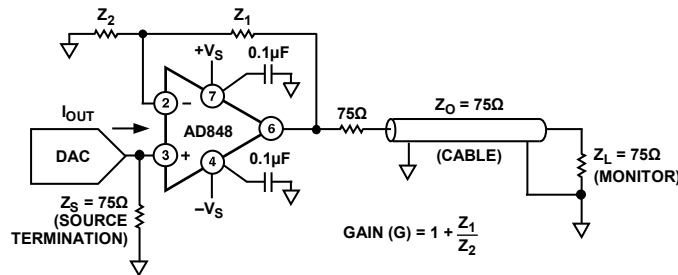 Z2
Z1
+VS
0.1µF
7
2
–
IOUT
AD848
6
75Ω
ZO = 75Ω
DAC
3
+
4
0.1µF
(CABLE)
ZL = 75Ω
(MONITOR)
ZS = 75Ω
(SOURCE
TERMINATION)
–VS
GAIN (G) = 1 + Z1/Z2